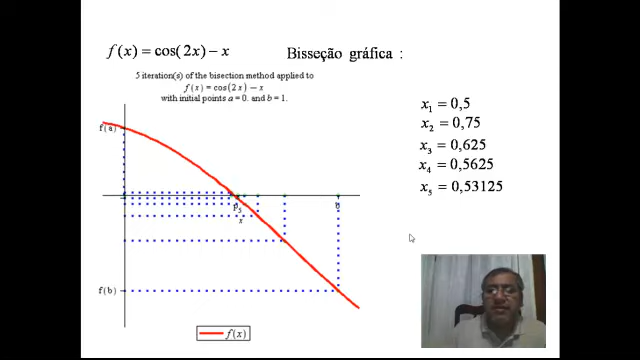 f(x) = cos(2x) − x
Bisseção gráfica :
5 iteration(s) of the bisection method applied to
f(x) = cos(2x) − x
with initial points a = 0. and b = 1.
f(a)
x₁ = 0,5
x₂ = 0,75
x₃ = 0,625
x₄ = 0,5625
x₅ = 0,53125
p₅
b
x
f(b)
f(x)